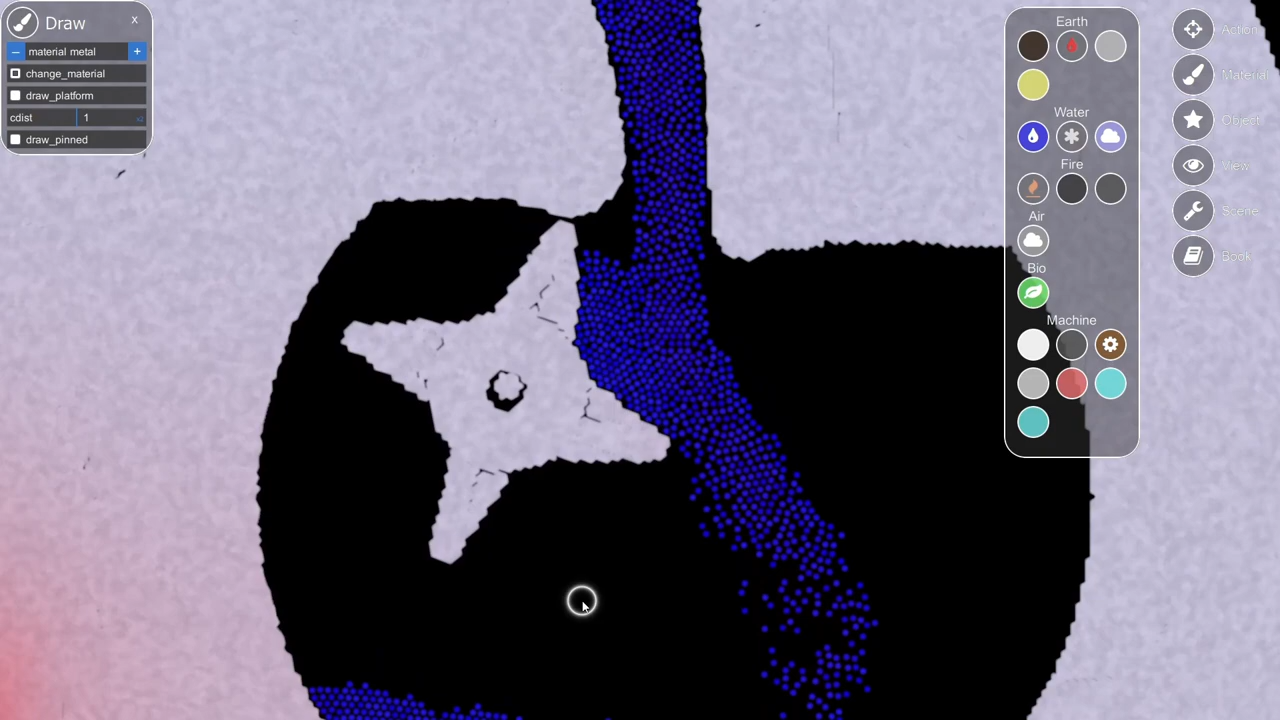 Draw x
– material metal +
change_material
draw_platform
cdist 1 x2
draw_pinned
Earth
Water
Fire
Air
Bio
Machine
Action
Material
Object
View
Scene
Book